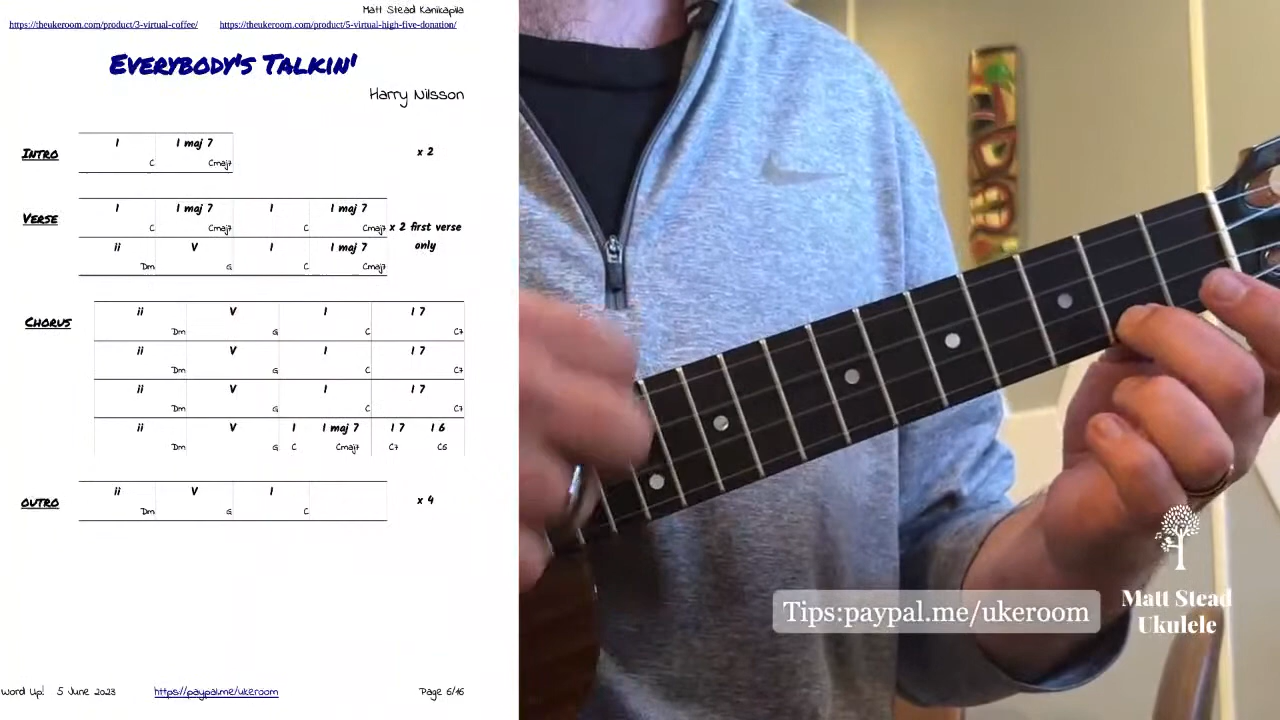 Matt Stead Kanikapila
https://theukeroom.com/product/3-virtual-coffee/ https://theukeroom.com/product/5-virtual-high-five-donation/
Everybody's Talkin'
Harry Nilsson
Intro
I I maj 7
C Cmaj7
x 2
Verse
I I maj 7 I I maj 7
C Cmaj7 C Cmaj7
x 2 first verse only
ii V I I maj 7
Dm G C Cmaj7
Chorus
ii V I I 7
Dm G C C7
ii V I I 7
Dm G C C7
ii V I I 7
Dm G C C7
ii V I I maj 7 I 7 I 6
Dm G C Cmaj7 C7 C6
Outro
ii V I
Dm G C
x 4
Word Up! 5 June 2023 https://paypal.me/ukeroom Page 6/16
Tips:paypal.me/ukeroom
Matt Stead
Ukulele